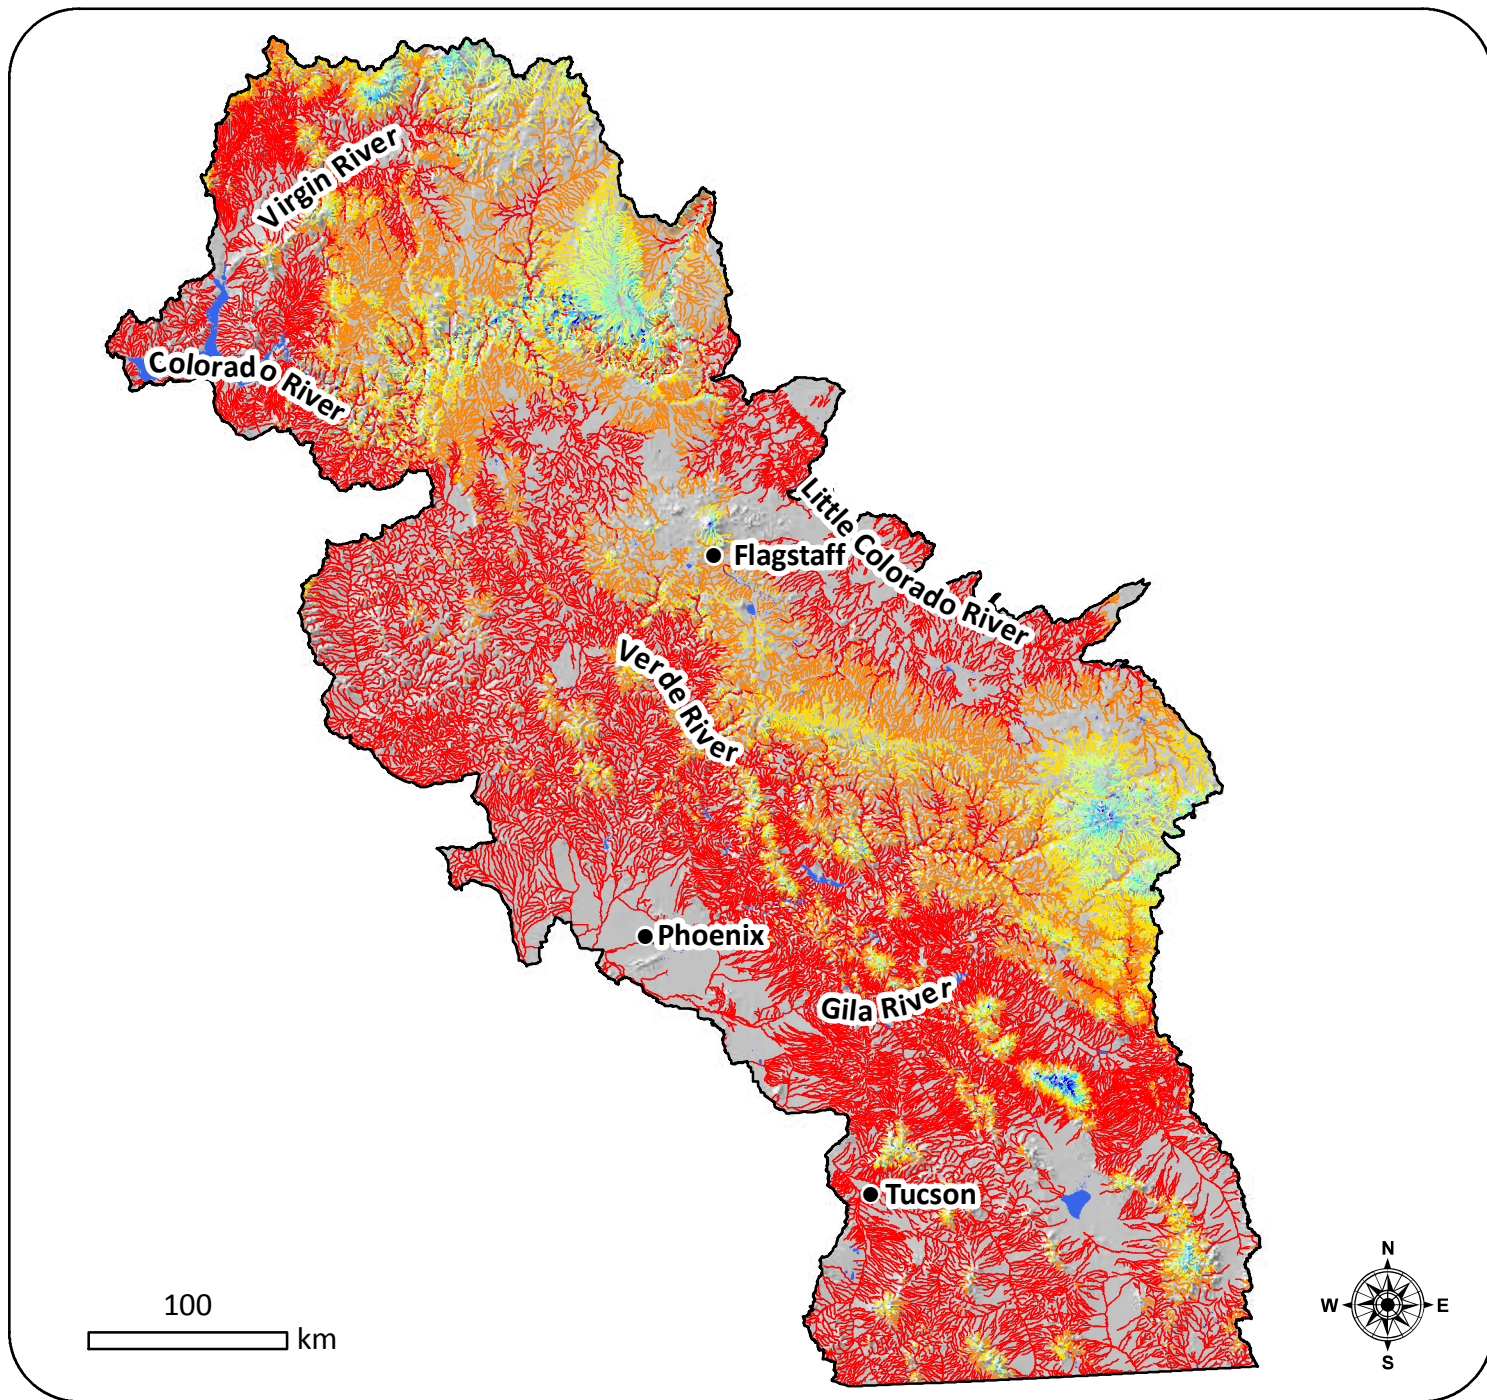 Virgin River
Colorado River
Little Colorado River
Flagstaff
Verde River
Phoenix
Gila River
Tucson
N
W E
S
100
km